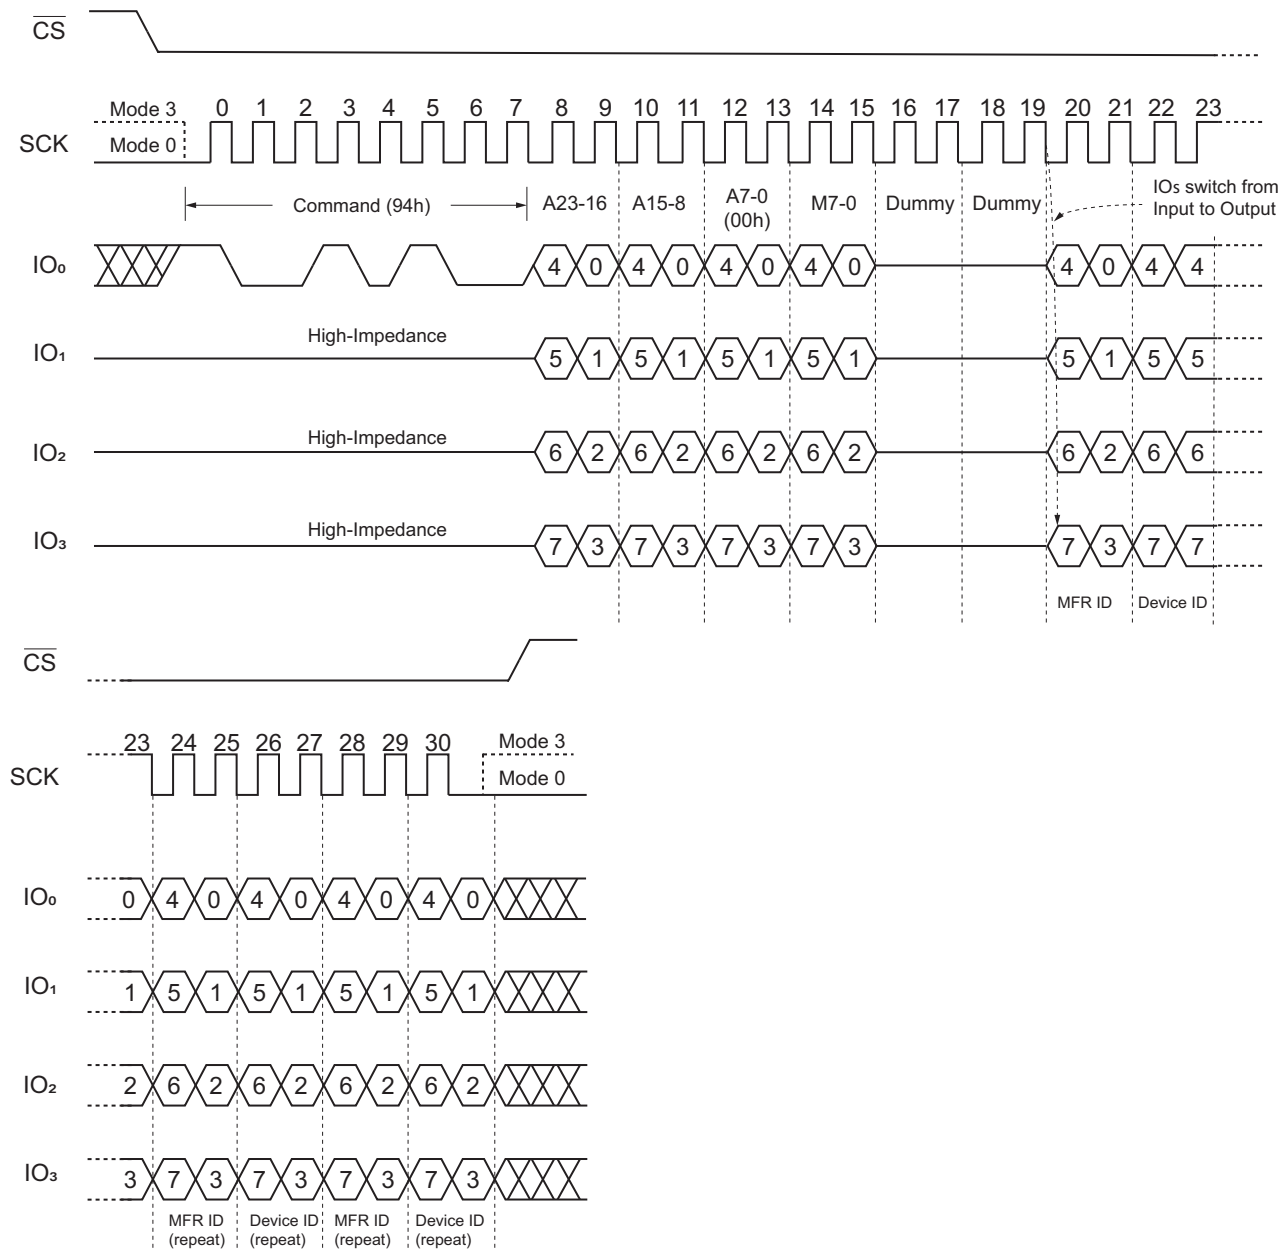 CS
Mode 3 0 1 2 3 4 5 6 7 8 9 10 11 12 13 14 15 16 17 18 19 20 21 22 23
SCK Mode 0
Command (94h) A23-16 A15-8 A7-0 M7-0 Dummy Dummy IOs switch from
(00h) Input to Output
IO₀ 4 0 4 0 4 0 4 0 4 0 4 4
High-Impedance
IO₁ 5 1 5 1 5 1 5 1 5 1 5 5
High-Impedance
IO₂ 6 2 6 2 6 2 6 2 6 2 6 6
High-Impedance
IO₃ 7 3 7 3 7 3 7 3 7 3 7 7
MFR ID Device ID
CS
23 24 25 26 27 28 29 30 Mode 3
SCK Mode 0
IO₀ 0 4 0 4 0 4 0 4 0
IO₁ 1 5 1 5 1 5 1 5 1
IO₂ 2 6 2 6 2 6 2 6 2
IO₃ 3 7 3 7 3 7 3 7 3
MFR ID Device ID MFR ID Device ID
(repeat) (repeat) (repeat) (repeat)